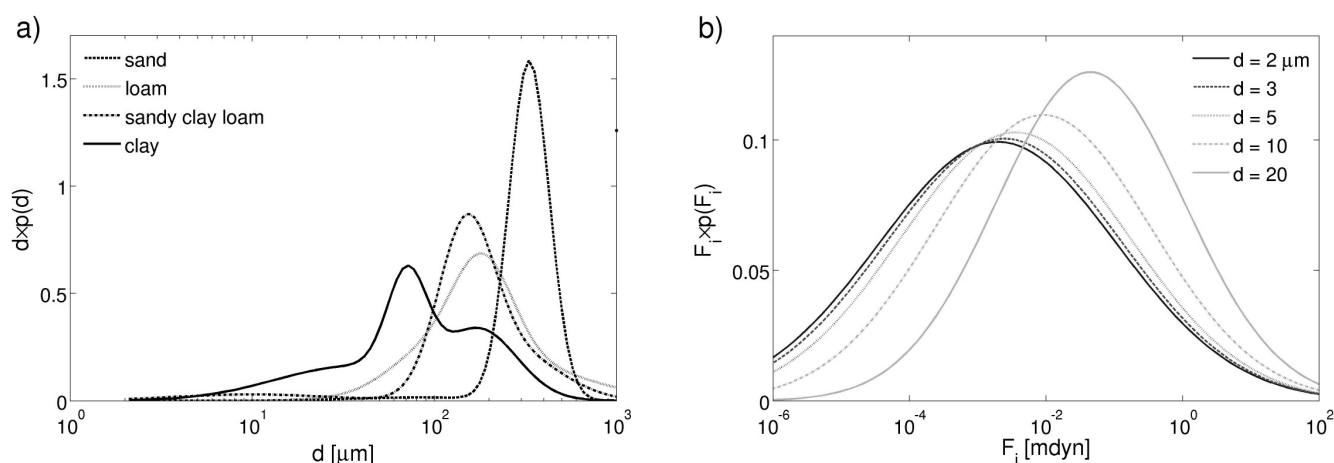 a)
1.5
1
0.5
0
d×p(d)
10^0
10^1
10^2
10^3
d [μm]
sand
loam
sandy clay loam
clay
b)
0.1
0.05
0
F_i×p(F_i)
10^-6
10^-4
10^-2
10^0
10^2
F_i [mdyn]
d = 2 μm
d = 3
d = 5
d = 10
d = 20